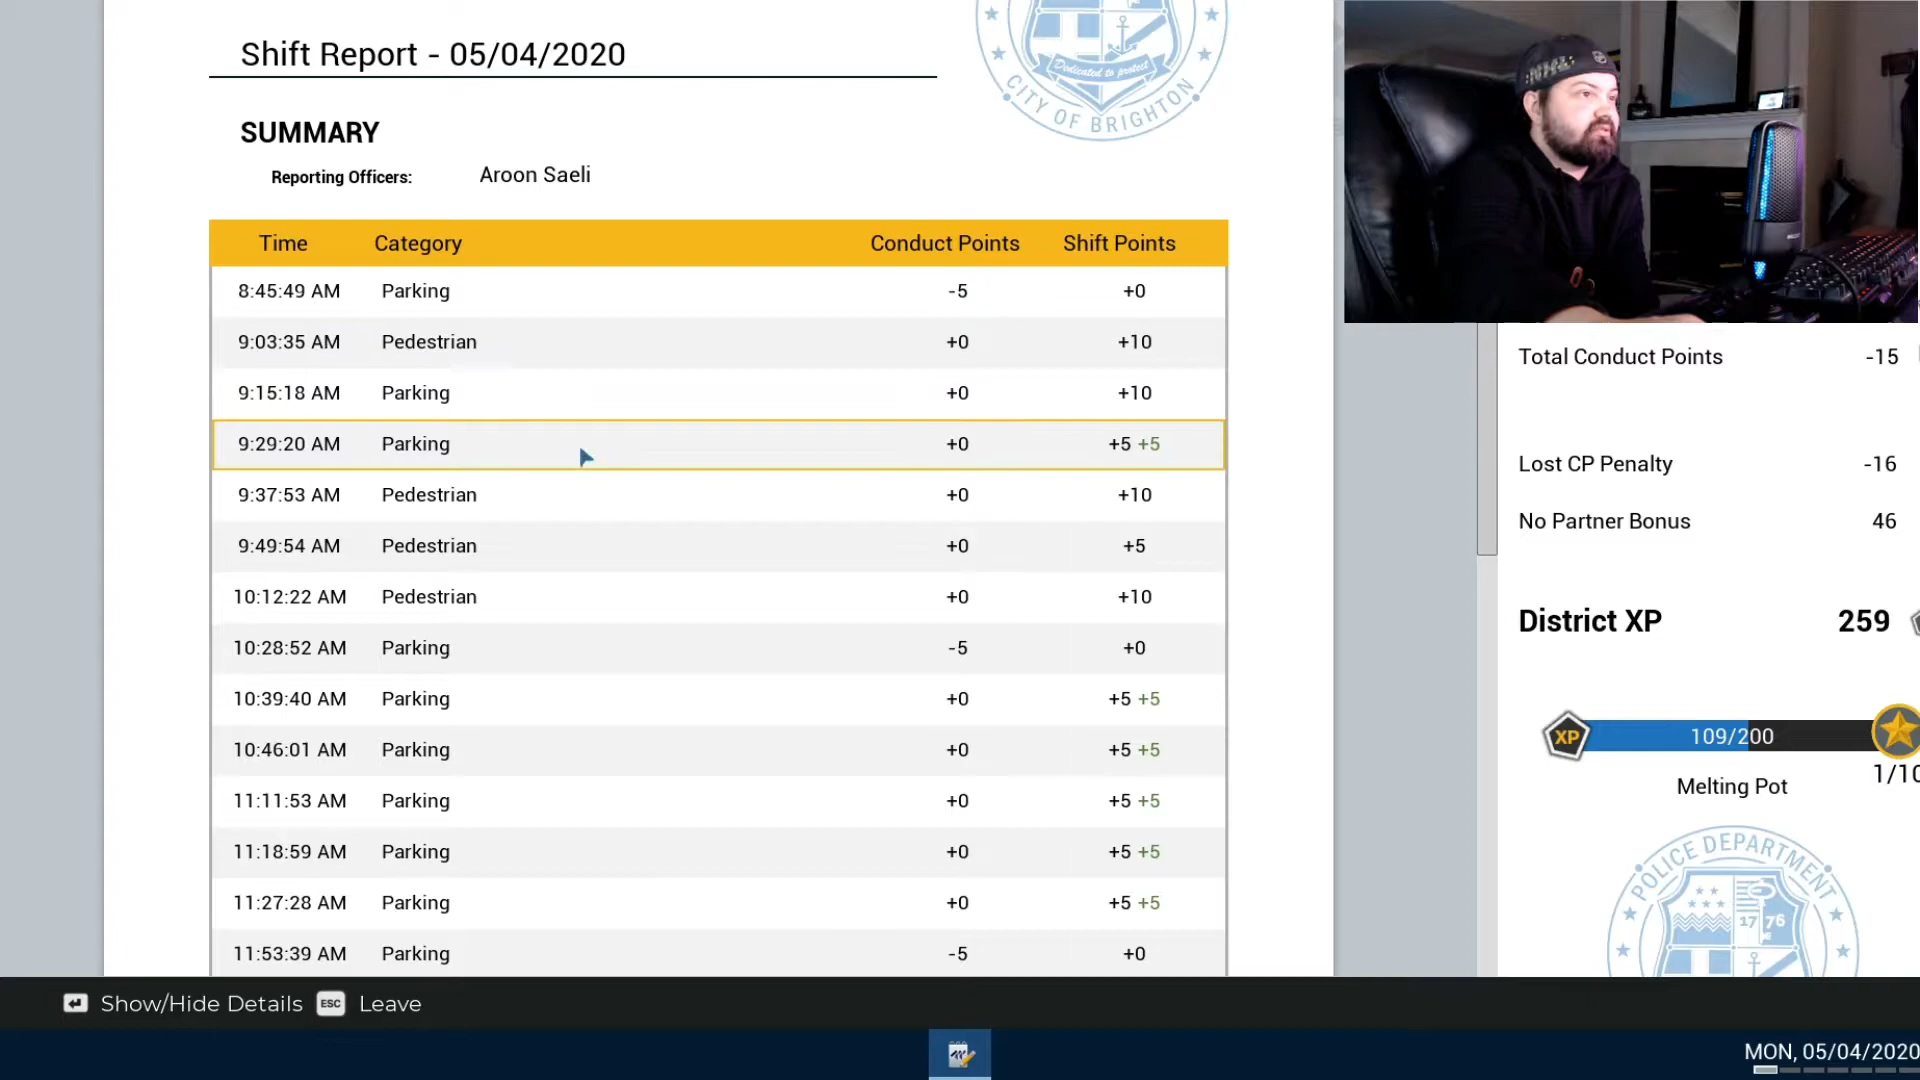 Shift Report - 05/04/2020
Dedicated to protect
CITY OF BRIGHTON
SUMMARY
Reporting Officers: Aroon Saeli
Time Category Conduct Points Shift Points
8:45:49 AM Parking -5 +0
9:03:35 AM Pedestrian +0 +10
9:15:18 AM Parking +0 +10
9:29:20 AM Parking +0 +5 +5
9:37:53 AM Pedestrian +0 +10
9:49:54 AM Pedestrian +0 +5
10:12:22 AM Pedestrian +0 +10
10:28:52 AM Parking -5 +0
10:39:40 AM Parking +0 +5 +5
10:46:01 AM Parking +0 +5 +5
11:11:53 AM Parking +0 +5 +5
11:18:59 AM Parking +0 +5 +5
11:27:28 AM Parking +0 +5 +5
11:53:39 AM Parking -5 +0
NHL
Total Conduct Points -15
Lost CP Penalty -16
No Partner Bonus 46
District XP 259
XP 109/200
1/10
Melting Pot
POLICE DEPARTMENT
17 76
Show/Hide Details ESC Leave
MON, 05/04/2020